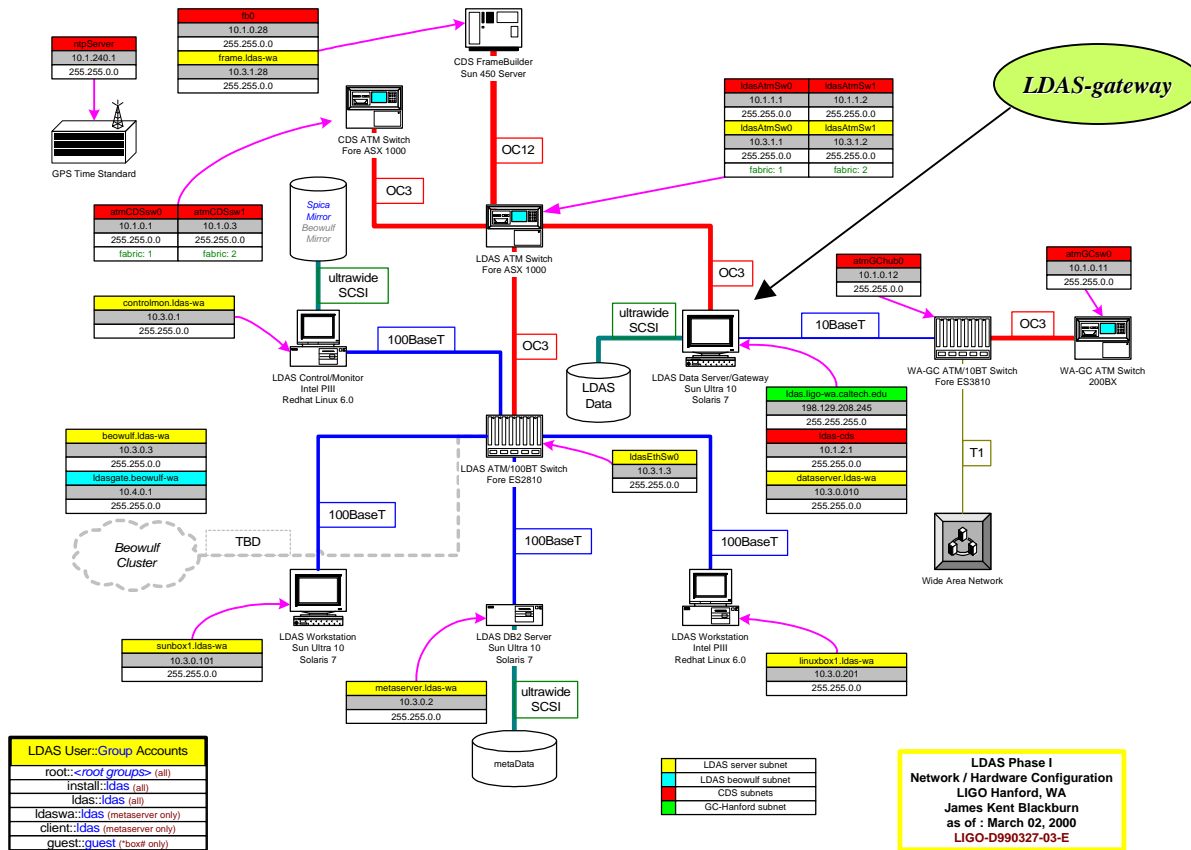 fb0
10.1.0.28
255.255.0.0
frame.ldas-wa
10.3.1.28
255.255.0.0
ntpServer
10.1.240.1
255.255.0.0
GPS Time Standard
CDS FrameBuilder
Sun 450 Server
CDS ATM Switch
Fore ASX 1000
OC12
OC3
ldasAtmSw0 ldasAtmSw1
10.1.1.1 10.1.1.2
255.255.0.0 255.255.0.0
ldasAtmSw0 ldasAtmSw1
10.3.1.1 10.3.1.2
255.255.0.0 255.255.0.0
fabric: 1 fabric: 2
LDAS-gateway
atmCDSsw0 atmCDSsw1
10.1.0.1 10.1.0.3
255.255.0.0 255.255.0.0
fabric: 1 fabric: 2
Spica
Mirror
Beowulf
Mirror
LDAS ATM Switch
Fore ASX 1000
ultrawide
SCSI
OC3
atmGChub0
10.1.0.12
255.255.0.0
atmGCsw0
10.1.0.11
255.255.0.0
controlmon.ldas-wa
10.3.0.1
255.255.0.0
LDAS Control/Monitor
Intel PIII
Redhat Linux 6.0
100BaseT
OC3
ultrawide
SCSI
LDAS
Data
LDAS Data Server/Gateway
Sun Ultra 10
Solaris 7
10BaseT
WA-GC ATM/10BT Switch
Fore ES3810
OC3
WA-GC ATM Switch
200BX
ldas.ligo-wa.caltech.edu
198.129.208.245
255.255.255.0
ldas-cds
10.1.2.1
255.255.0.0
dataserver.ldas-wa
10.3.0.010
255.255.0.0
T1
Wide Area Network
beowulf.ldas-wa
10.3.0.3
255.255.0.0
ldasgate.beowulf-wa
10.4.0.1
255.255.0.0
LDAS ATM/100BT Switch
Fore ES2810
ldasEthSw0
10.3.1.3
255.255.0.0
Beowulf
Cluster
TBD
100BaseT
100BaseT
100BaseT
sunbox1.ldas-wa
10.3.0.101
255.255.0.0
LDAS Workstation
Sun Ultra 10
Solaris 7
LDAS DB2 Server
Sun Ultra 10
Solaris 7
LDAS Workstation
Intel PIII
Redhat Linux 6.0
linuxbox1.ldas-wa
10.3.0.201
255.255.0.0
metaserver.ldas-wa
10.3.0.2
255.255.0.0
ultrawide
SCSI
metaData
LDAS User::Group Accounts
root::<root groups> (all)
install::ldas (all)
ldas::ldas (all)
ldaswa::ldas (metaserver only)
client::ldas (metaserver only)
guest::guest (*box# only)
LDAS server subnet
LDAS beowulf subnet
CDS subnets
GC-Hanford subnet
LDAS Phase I
Network / Hardware Configuration
LIGO Hanford, WA
James Kent Blackburn
as of : March 02, 2000
LIGO-D990327-03-E